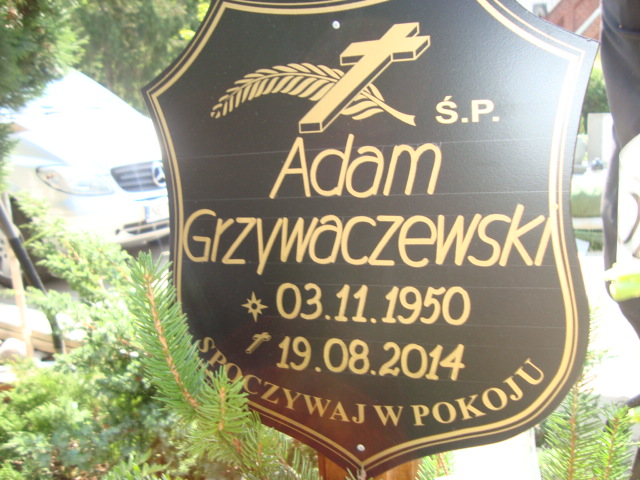 Ś.P.
Adam
Grzywaczewski
03.11.1950
19.08.2014
SPOCZYWAJ W POKOJU